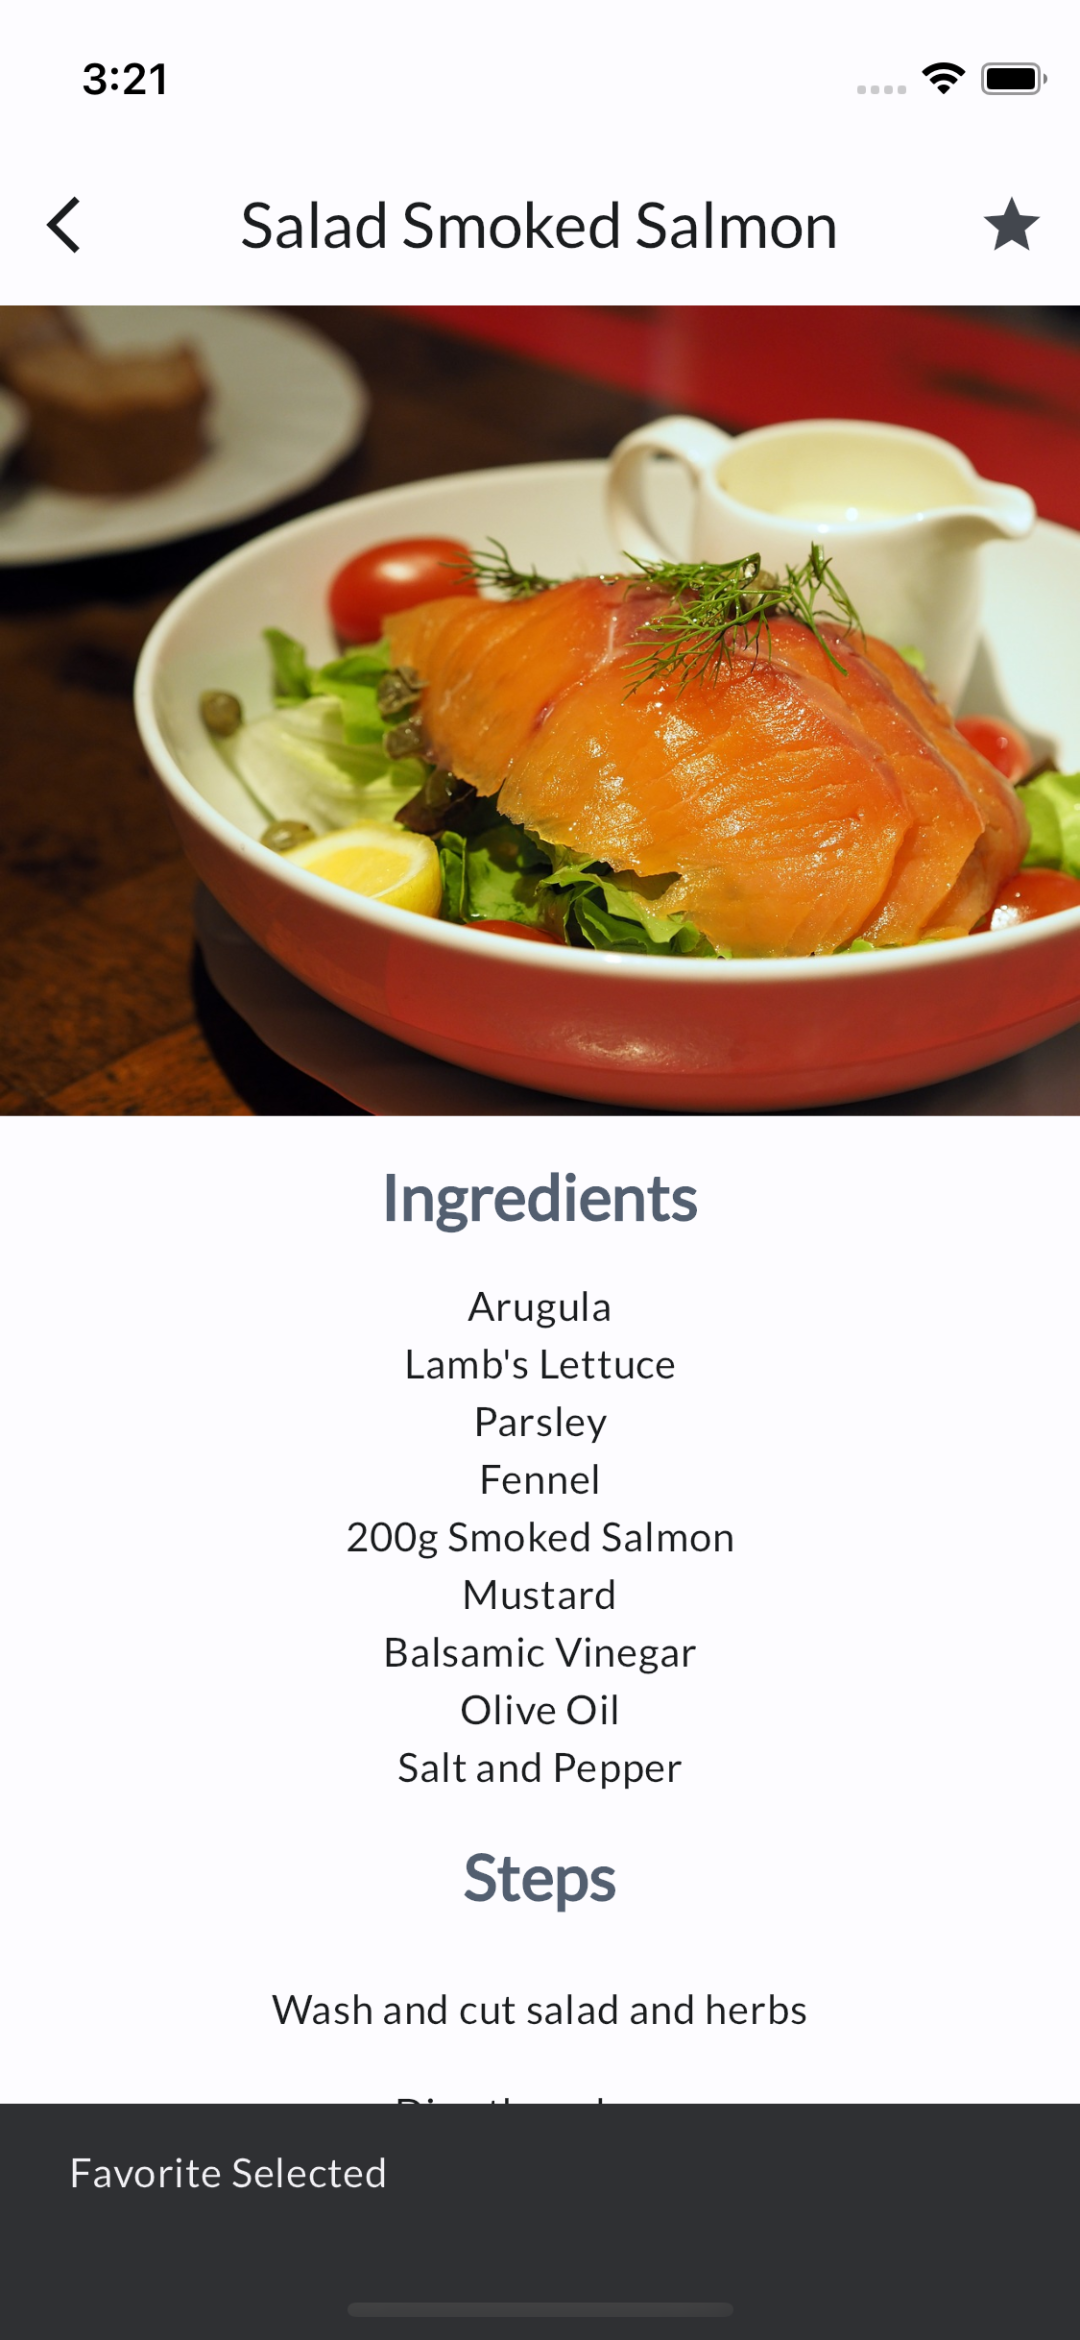 3:21
Salad Smoked Salmon
Ingredients
Arugula
Lamb's Lettuce
Parsley
Fennel
200g Smoked Salmon
Mustard
Balsamic Vinegar
Olive Oil
Salt and Pepper
Steps
Wash and cut salad and herbs
Favorite Selected